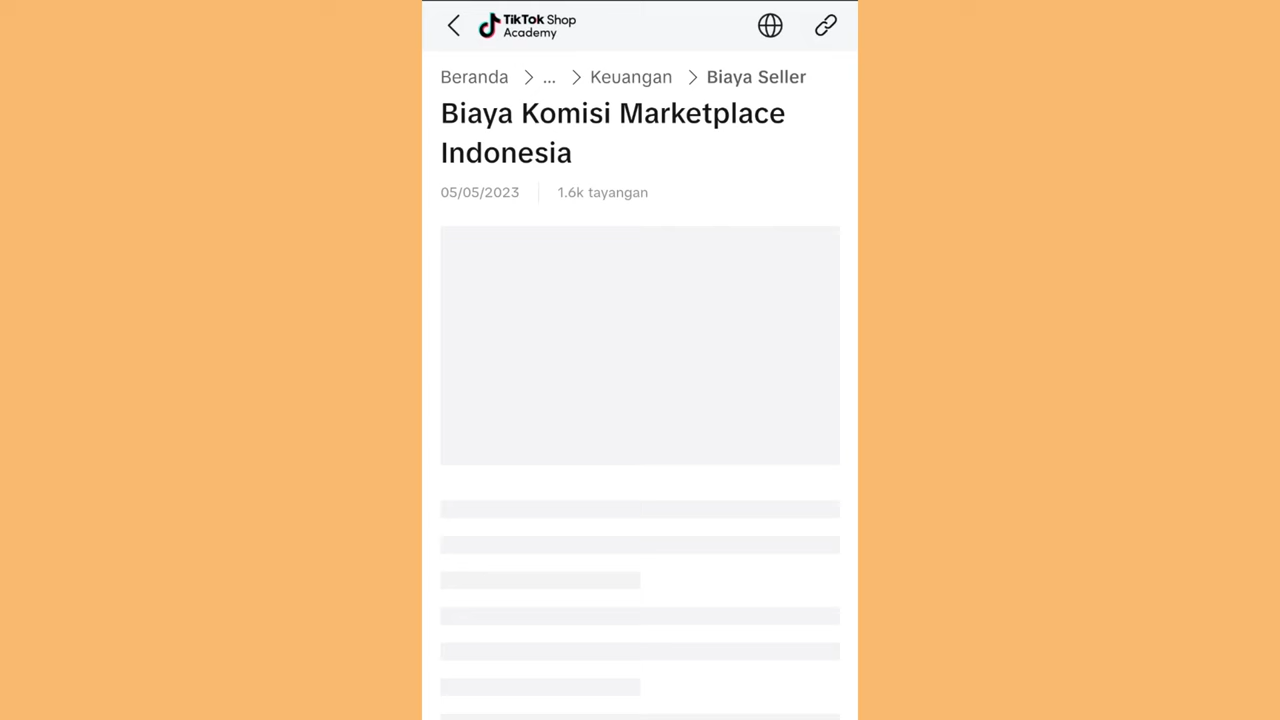 TikTok Shop
Academy
Beranda > ... > Keuangan > Biaya Seller
Biaya Komisi Marketplace
Indonesia
05/05/2023 | 1.6k tayangan